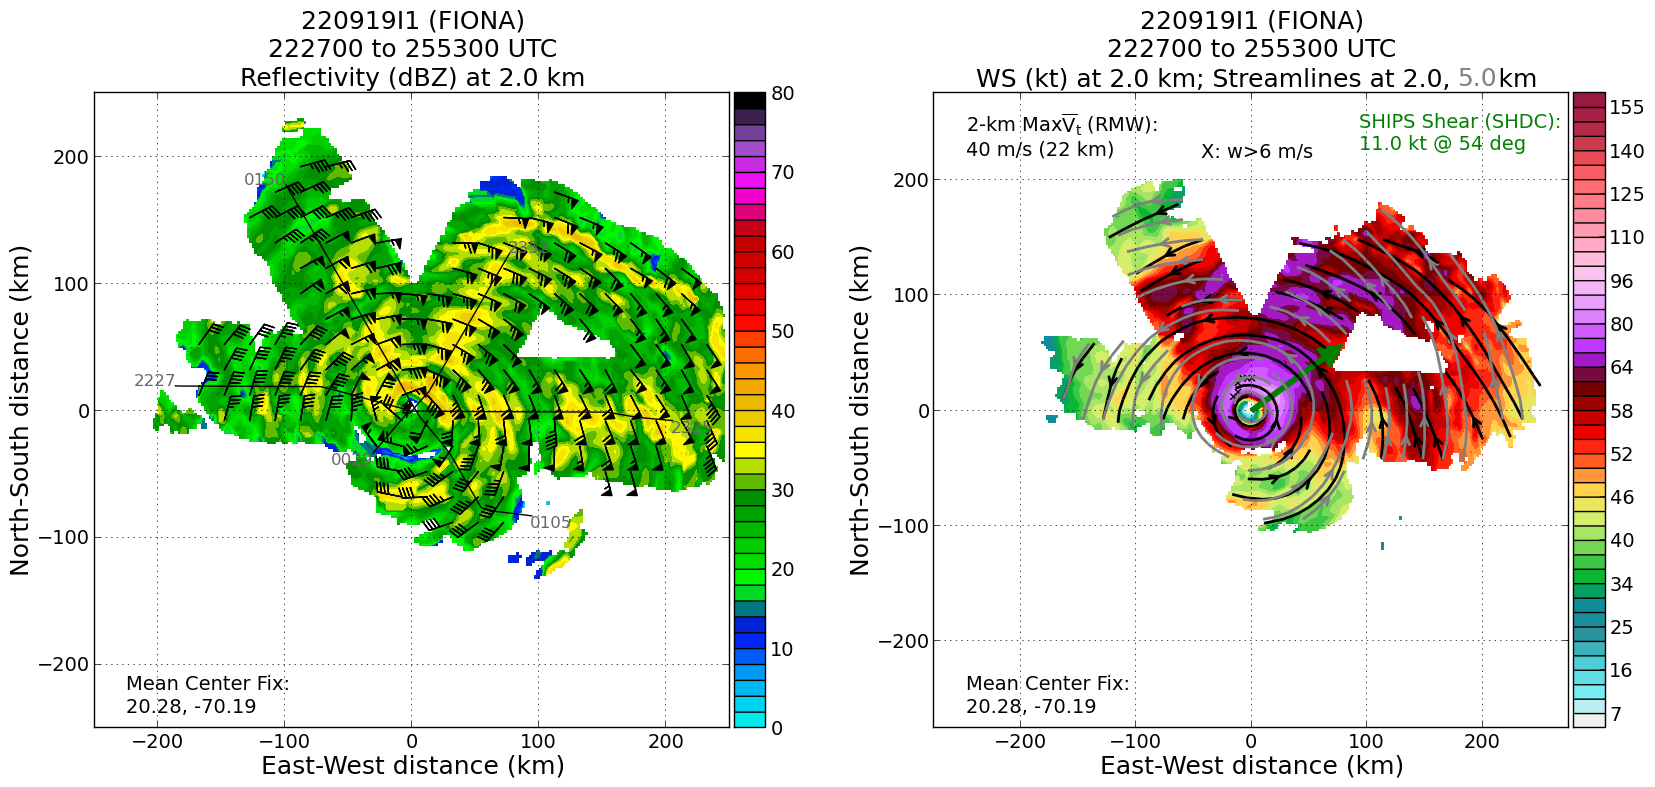 220919I1 (FIONA)
222700 to 255300 UTC
Reflectivity (dBZ) at 2.0 km
North-South distance (km)
200
100
0
−100
−200
0150
2227
0105
Mean Center Fix:
20.28, -70.19
−200
−100
0
100
200
East-West distance (km)
80
70
60
50
40
30
20
10
0
220919I1 (FIONA)
222700 to 255300 UTC
WS (kt) at 2.0 km; Streamlines at 2.0, 5.0 km
North-South distance (km)
200
100
0
−100
−200
2-km MaxV̅t (RMW):
40 m/s (22 km)
X: w>6 m/s
SHIPS Shear (SHDC):
11.0 kt @ 54 deg
Mean Center Fix:
20.28, -70.19
−200
−100
0
100
200
East-West distance (km)
155
140
125
110
96
80
64
58
52
46
40
34
25
16
7